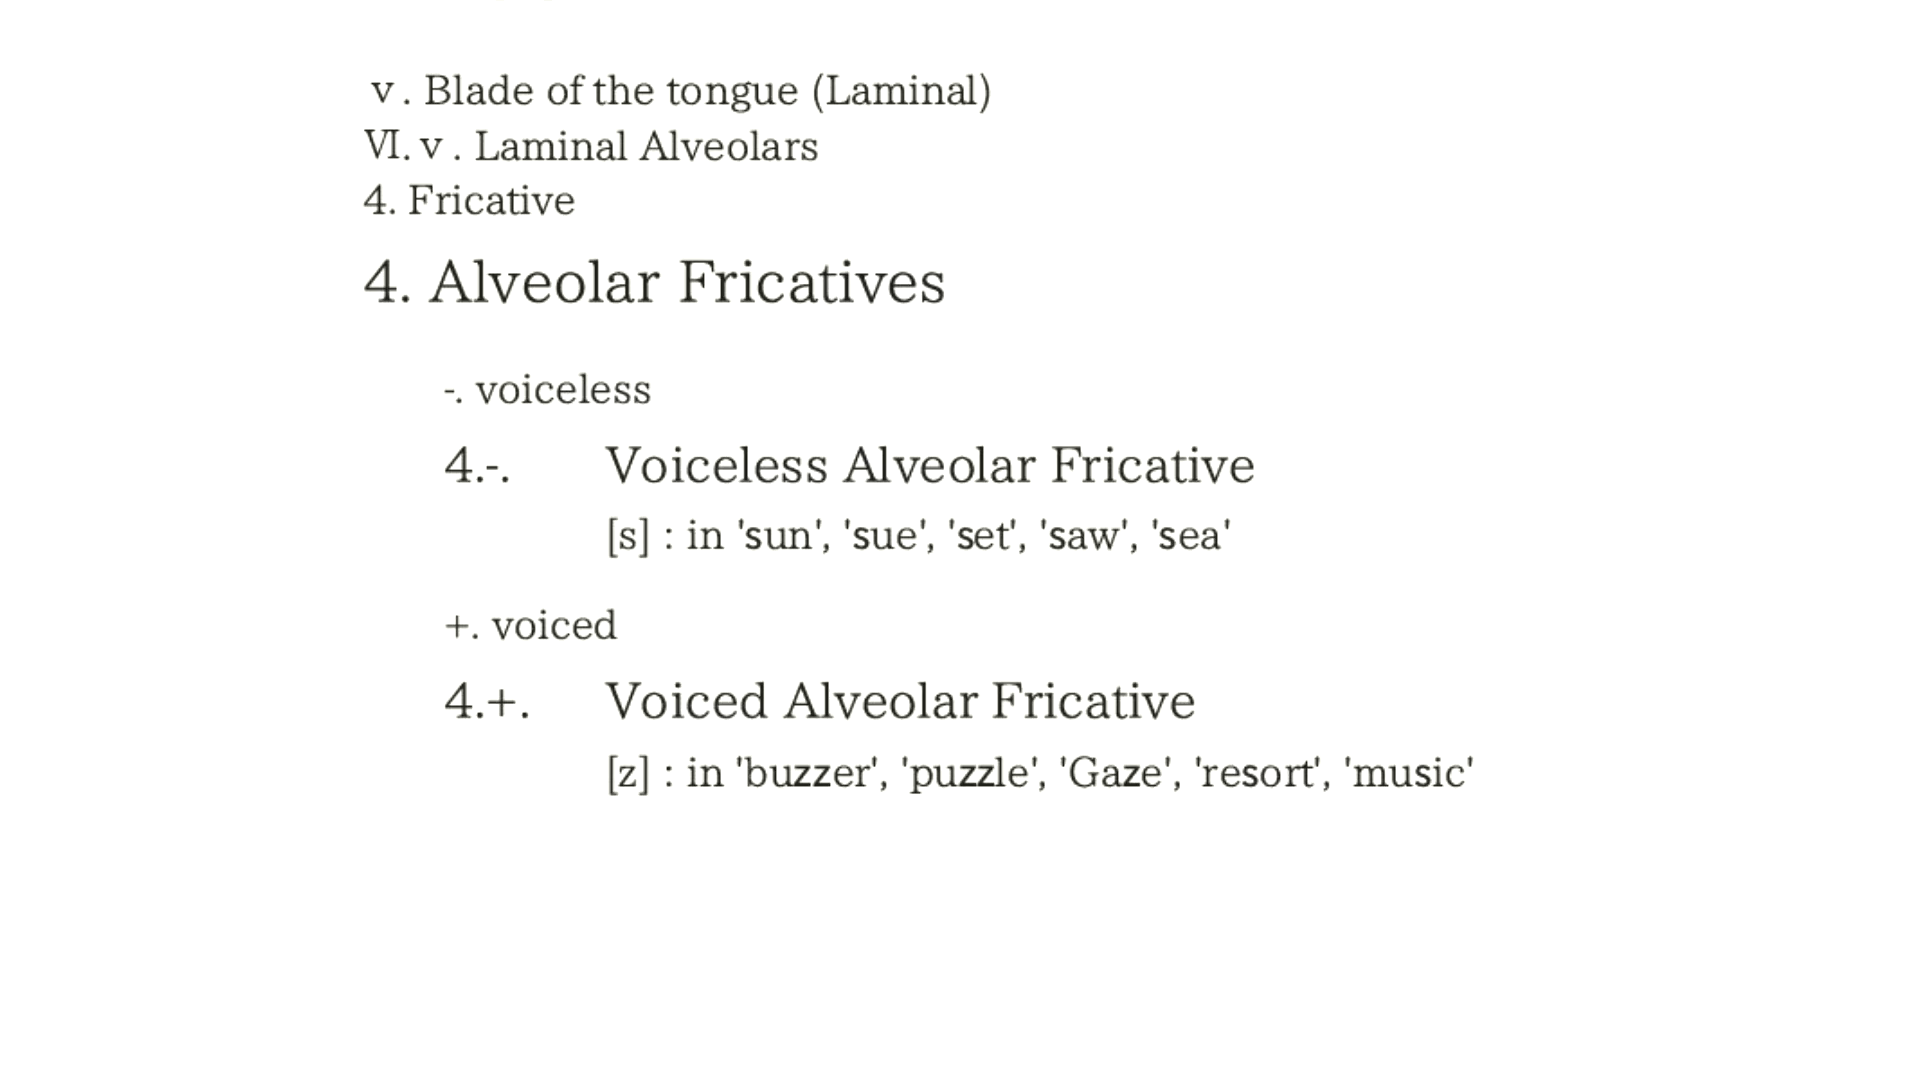 ⅴ. Blade of the tongue (Laminal)
Ⅵ.ⅴ. Laminal Alveolars
4. Fricative
4. Alveolar Fricatives
-. voiceless
4.-. Voiceless Alveolar Fricative
[s] : in 'sun', 'sue', 'set', 'saw', 'sea'
+. voiced
4.+. Voiced Alveolar Fricative
[z] : in 'buzzer', 'puzzle', 'Gaze', 'resort', 'music'